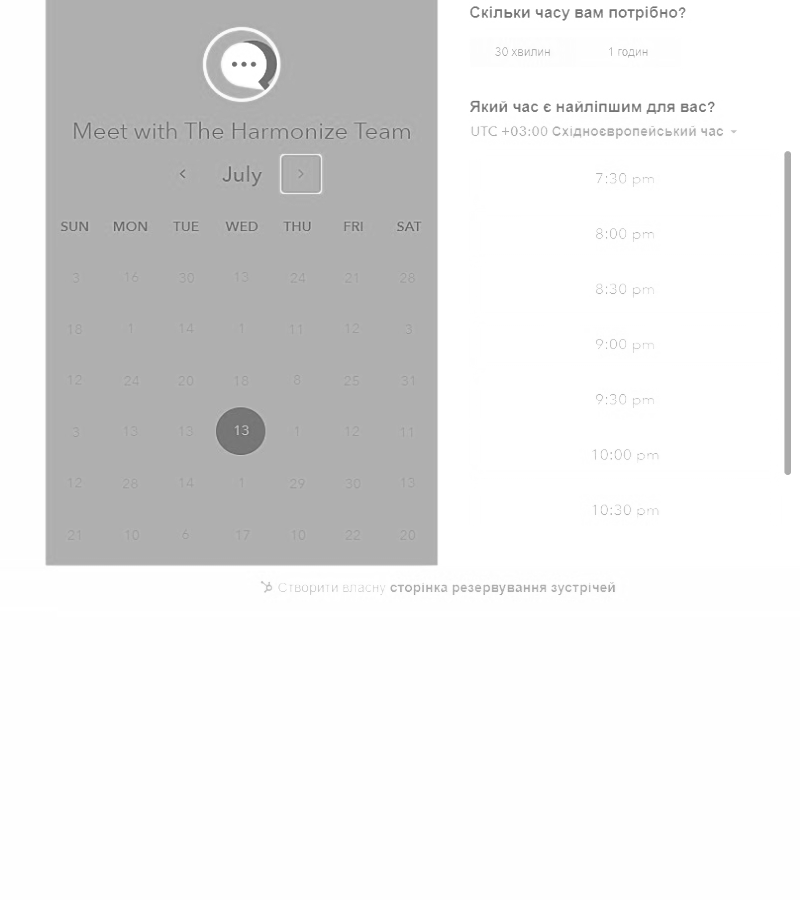 Meet with The Harmonize Team
July
SUN MON TUE WED THU FRI SAT
3 16 30 13 24 21 28
18 1 14 1 11 12 3
12 24 20 18 8 25 31
3 13 13 13 1 12 11
12 28 14 1 29 30 13
21 10 6 17 10 22 20
Скільки часу вам потрібно?
30 хвилин 1 годин
Який час є найліпшим для вас?
UTC +03:00 Східноєвропейський час
7:30 pm
8:00 pm
8:30 pm
9:00 pm
9:30 pm
10:00 pm
10:30 pm
Створити власну сторінка резервування зустрічей